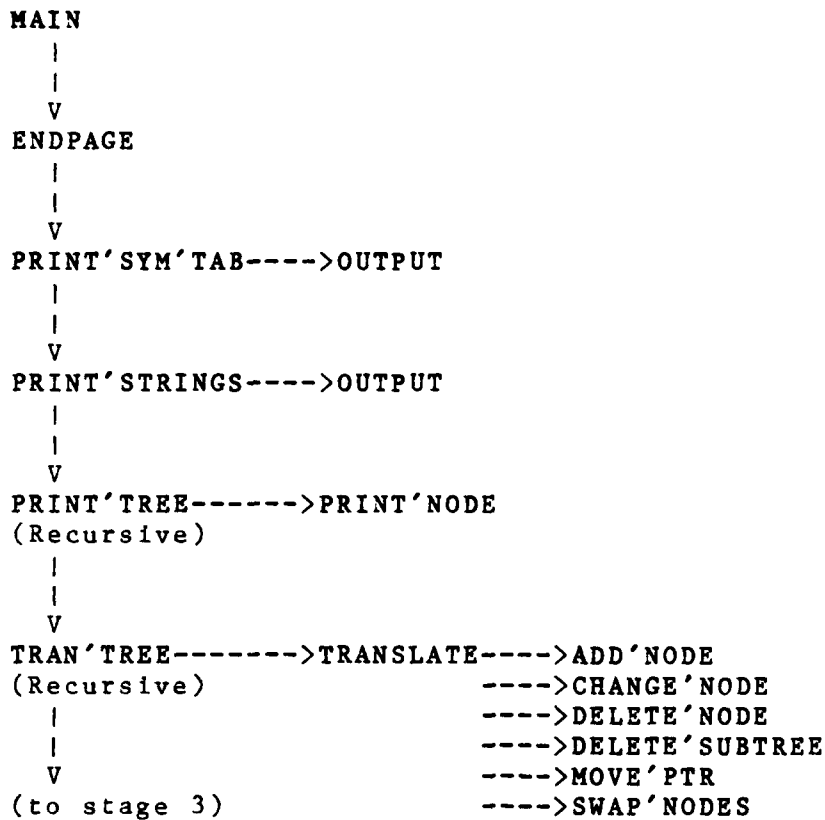 MAIN
|
|
V
ENDPAGE
|
|
V
PRINT'SYM'TAB---->OUTPUT
|
|
V
PRINT'STRINGS---->OUTPUT
|
|
V
PRINT'TREE------>PRINT'NODE
(Recursive)
|
|
V
TRAN'TREE------->TRANSLATE---->ADD'NODE
(Recursive) ---->CHANGE'NODE
| ---->DELETE'NODE
| ---->DELETE'SUBTREE
V ---->MOVE'PTR
(to stage 3) ---->SWAP'NODES